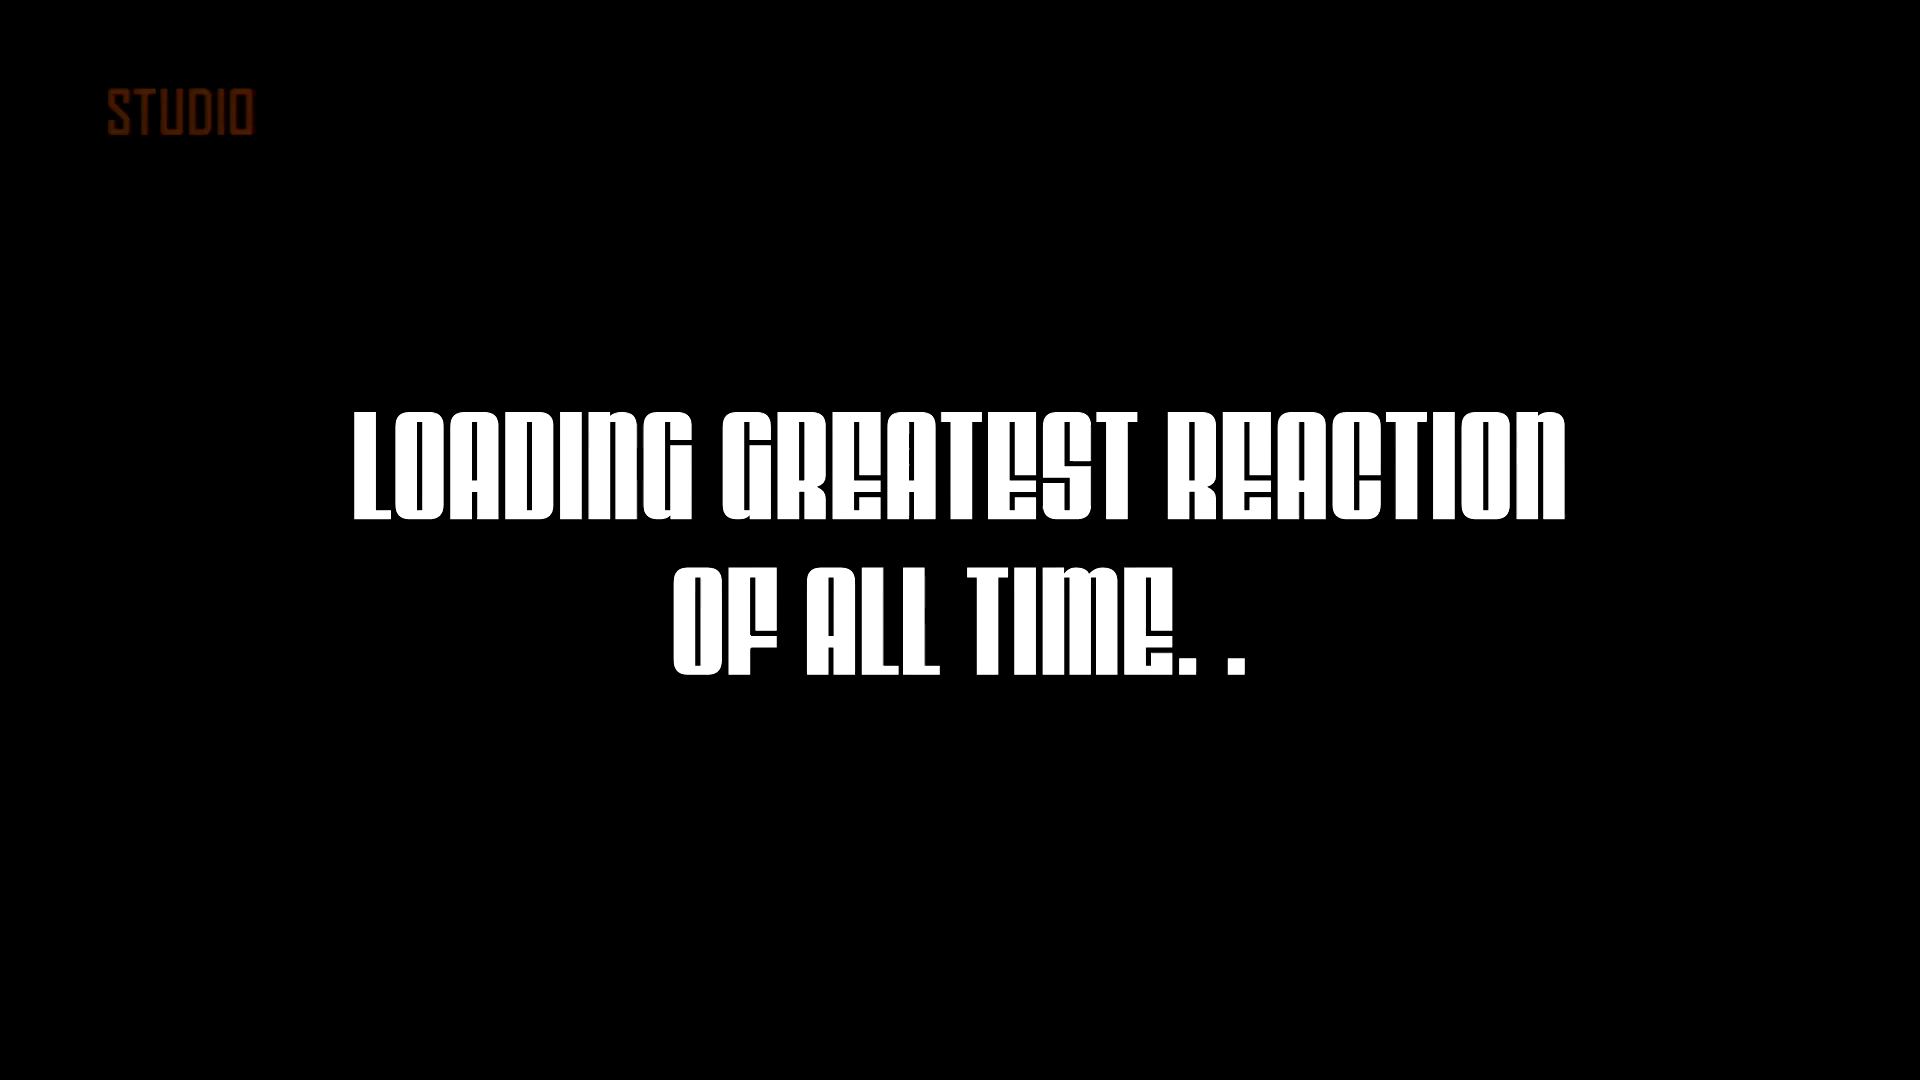 STUDIO
LOADING GREATEST REACTION
OF ALL TIME. .